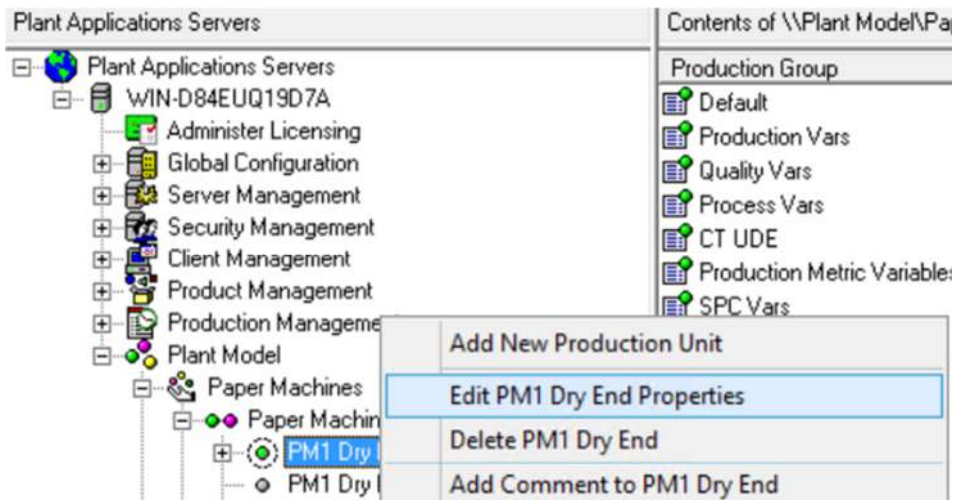 Plant Applications Servers
Contents of \\Plant Model\Pa
Plant Applications Servers
WIN-D84EUQ19D7A
Administer Licensing
Global Configuration
Server Management
Security Management
Client Management
Product Management
Production Manageme
Plant Model
Paper Machines
Paper Machin
PM1 Dry
PM1 Dry
Production Group
Default
Production Vars
Quality Vars
Process Vars
CT UDE
Production Metric Variables
SPC Vars
Add New Production Unit
Edit PM1 Dry End Properties
Delete PM1 Dry End
Add Comment to PM1 Dry End